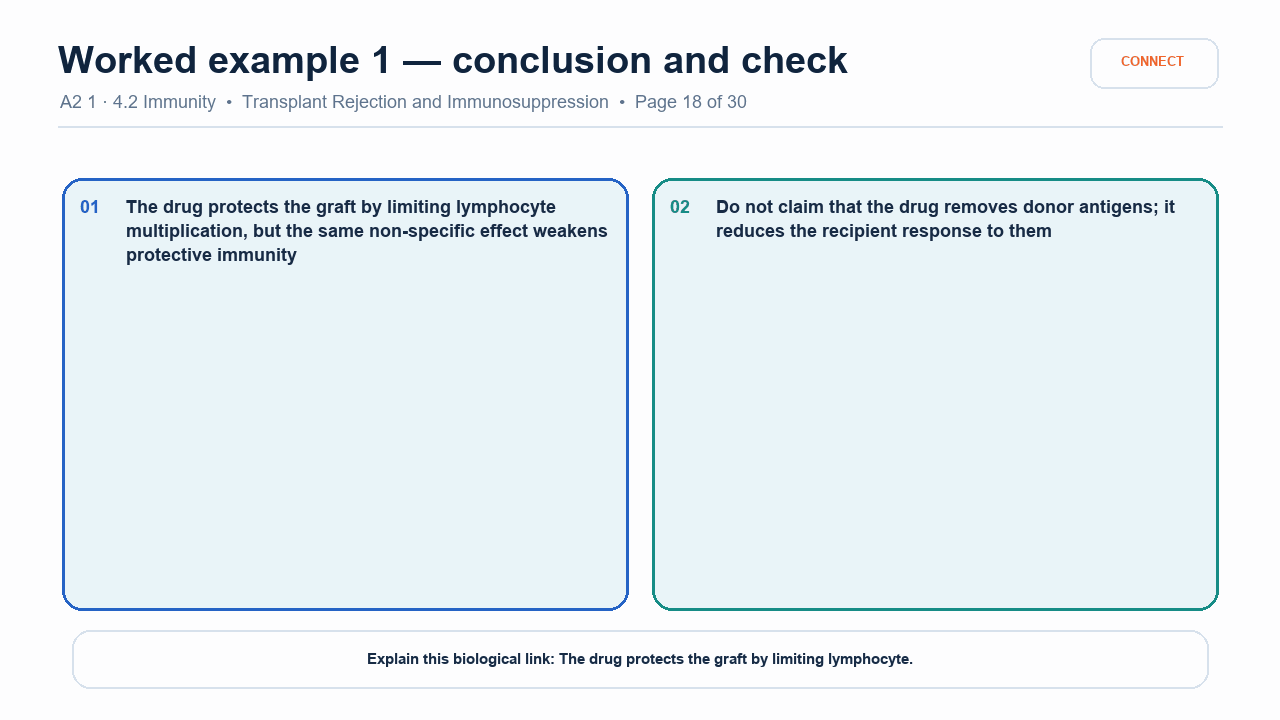 Worked example 1 — conclusion and check
CONNECT
A2 1 · 4.2 Immunity • Transplant Rejection and Immunosuppression • Page 18 of 30
01
The drug protects the graft by limiting lymphocyte
multiplication, but the same non-specific effect weakens
protective immunity
02
Do not claim that the drug removes donor antigens; it
reduces the recipient response to them
Explain this biological link: The drug protects the graft by limiting lymphocyte.